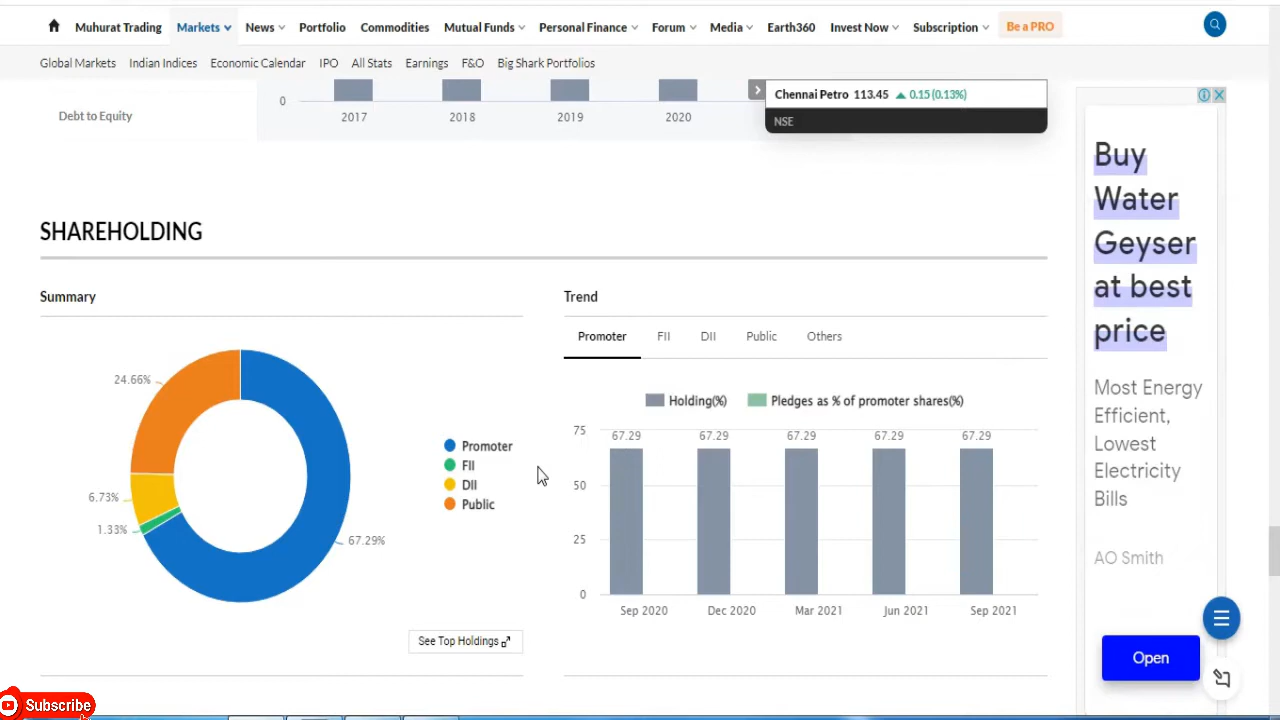 Muhurat Trading Markets News Portfolio Commodities Mutual Funds Personal Finance Forum Media Earth360 Invest Now Subscription Be a PRO
Global Markets Indian Indices Economic Calendar IPO All Stats Earnings F&O Big Shark Portfolios
Chennai Petro 113.45 0.15 (0.13%)
NSE
0
2017 2018 2019 2020
Debt to Equity
SHAREHOLDING
Summary
24.66%
6.73%
1.33%
67.29%
Promoter
FII
DII
Public
See Top Holdings
Trend
Promoter FII DII Public Others
Holding(%) Pledges as % of promoter shares(%)
75
50
25
0
67.29 67.29 67.29 67.29 67.29
Sep 2020 Dec 2020 Mar 2021 Jun 2021 Sep 2021
Buy
Water
Geyser
at best
price
Most Energy
Efficient,
Lowest
Electricity
Bills
AO Smith
Open
Subscribe